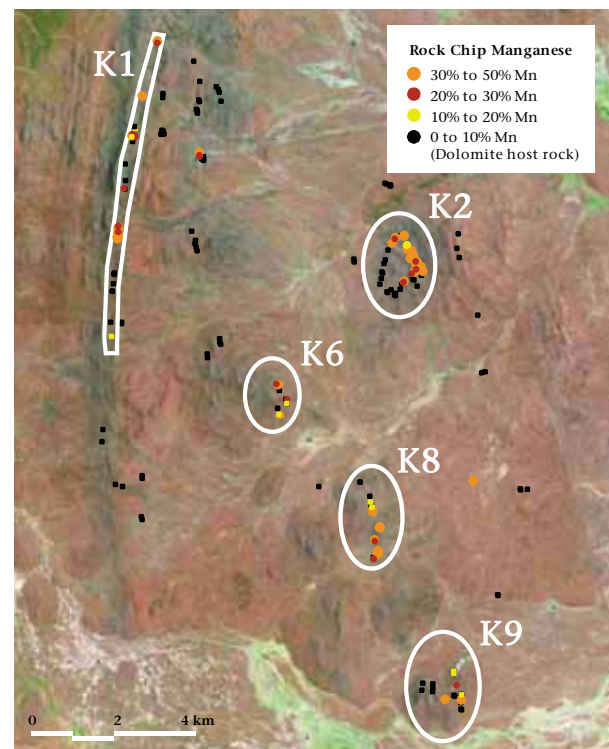 K1
Rock Chip Manganese
30% to 50% Mn
20% to 30% Mn
10% to 20% Mn
0 to 10% Mn
(Dolomite host rock)
K2
K6
K8
K9
0 2 4 km